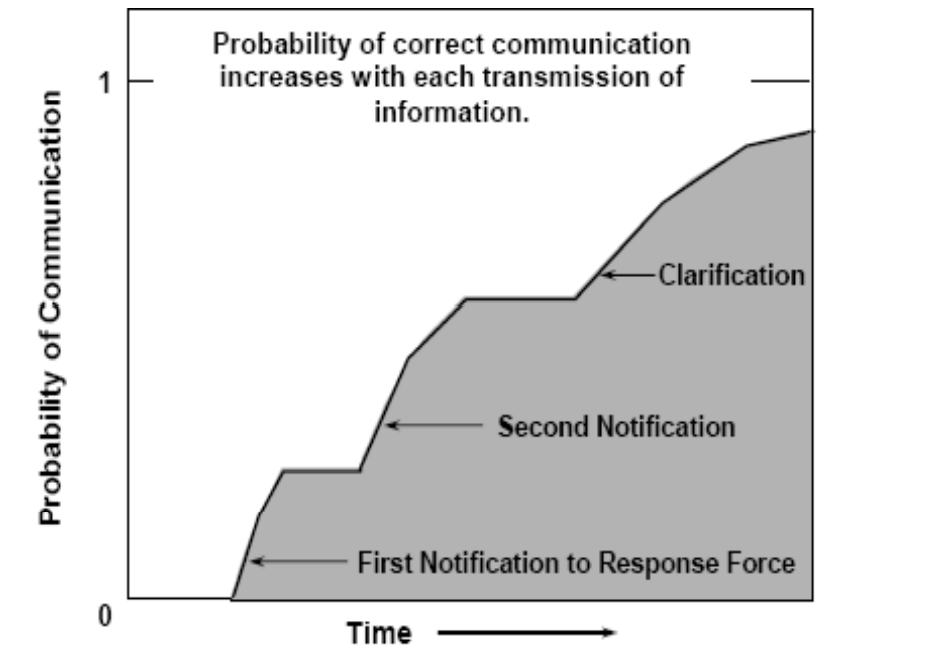 Probability of correct communication
increases with each transmission of
information.
1
Probability of Communication
Clarification
Second Notification
First Notification to Response Force
0
Time